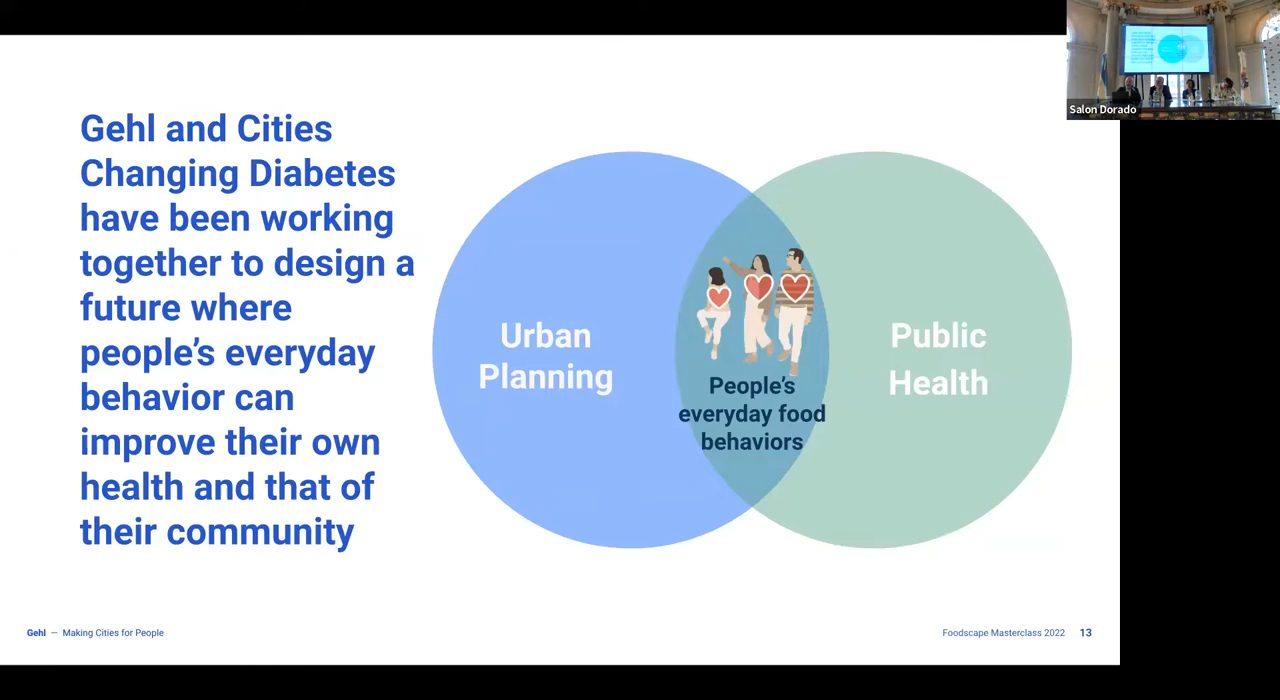 Gehl and Cities
Changing Diabetes
have been working
together to design a
future where
people’s everyday
behavior can
improve their own
health and that of
their community
Urban
Planning
People’s
everyday food
behaviors
Public
Health
Salon Dorado
Gehl — Making Cities for People
Foodscape Masterclass 2022 13